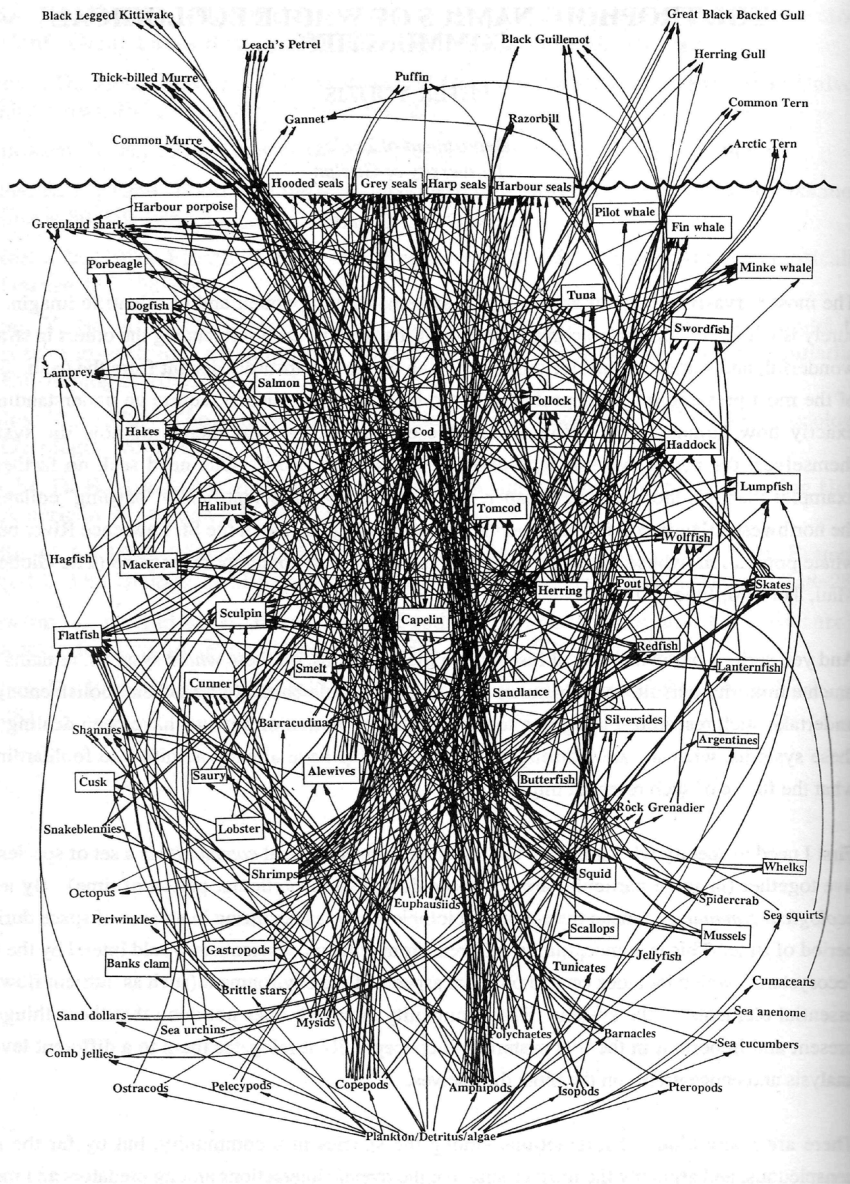 Black Legged Kittiwake
Great Black Backed Gull
Leach's Petrel
Black Guillemot
Herring Gull
Thick-billed Murre
Puffin
Common Tern
Gannet
Razorbill
Common Murre
Arctic Tern
Hooded seals
Grey seals
Harp seals
Harbour seals
Harbour porpoise
Pilot whale
Greenland shark
Fin whale
Porbeagle
Minke whale
Tuna
Dogfish
Swordfish
Lamprey
Salmon
Pollock
Hakes
Cod
Haddock
Lumpfish
Halibut
Tomcod
Wolffish
Hagfish
Mackeral
Herring
Pout
Skates
Sculpin
Capelin
Flatfish
Redfish
Smelt
Lanternfish
Cunner
Sandlance
Barracudina
Silversides
Shannies
Argentines
Cusk
Saury
Alewives
Butterfish
Rock Grenadier
Snakeblennies
Lobster
Shrimps
Squid
Whelks
Octopus
Euphausiids
Spidercrab
Periwinkles
Sea squirts
Scallops
Mussels
Banks clam
Gastropods
Jellyfish
Tunicates
Brittle stars
Cumaceans
Sand dollars
Sea urchins
Mysids
Polychaetes
Barnacles
Sea anenome
Sea cucumbers
Comb jellies
Ostracods
Pelecypods
Copepods
Amphipods
Isopods
Pteropods
Plankton/Detritus/algae